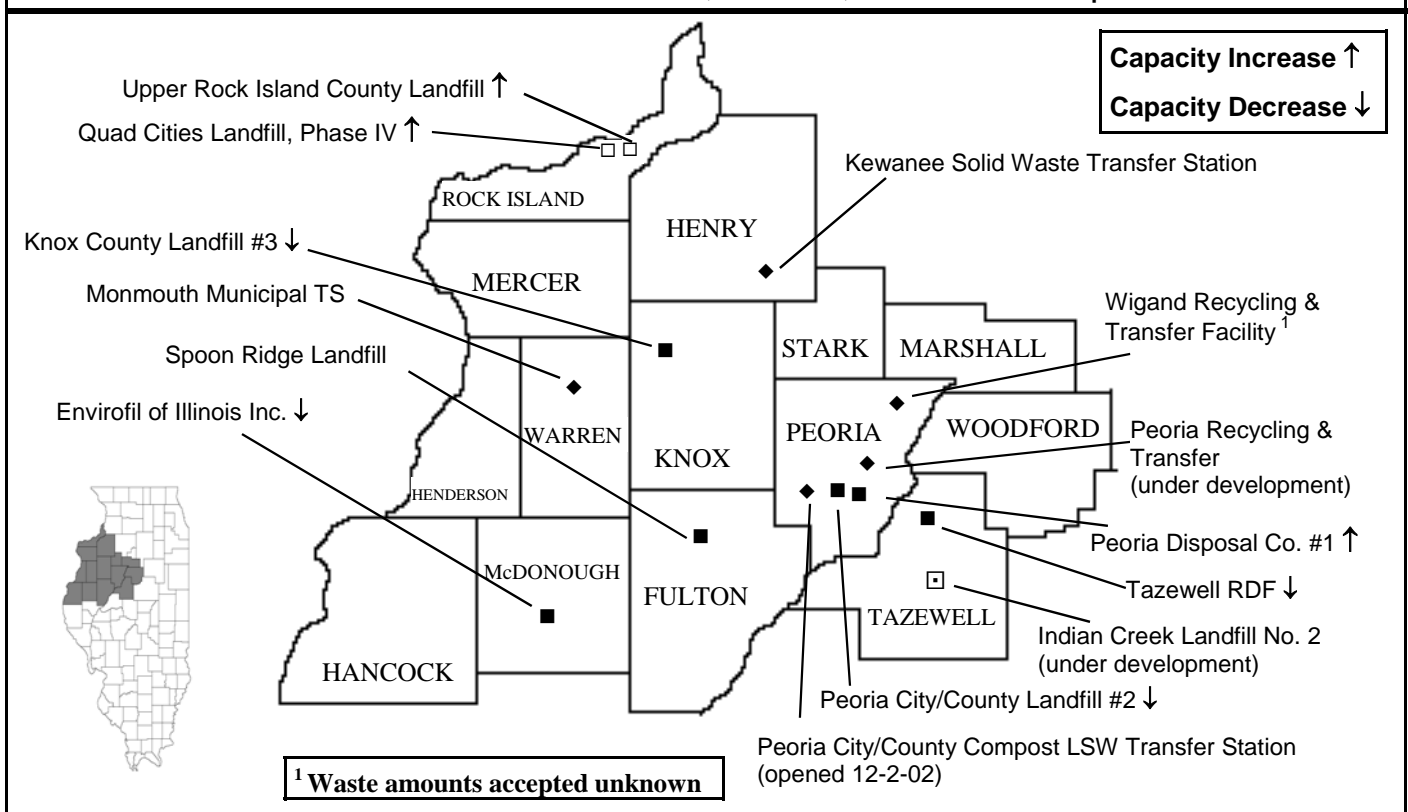 Capacity Increase ↑
Capacity Decrease ↓
Upper Rock Island County Landfill ↑
Quad Cities Landfill, Phase IV ↑
Kewanee Solid Waste Transfer Station
ROCK ISLAND
HENRY
Knox County Landfill #3 ↓
MERCER
Monmouth Municipal TS
Wigand Recycling &
Transfer Facility 1
Spoon Ridge Landfill
STARK
MARSHALL
Envirofil of Illinois Inc. ↓
WARREN
KNOX
PEORIA
WOODFORD
Peoria Recycling &
Transfer
(under development)
HENDERSON
Peoria Disposal Co. #1 ↑
McDONOUGH
FULTON
Tazewell RDF ↓
TAZEWELL
Indian Creek Landfill No. 2
(under development)
HANCOCK
Peoria City/County Landfill #2 ↓
Peoria City/County Compost LSW Transfer Station
(opened 12-2-02)
1 Waste amounts accepted unknown